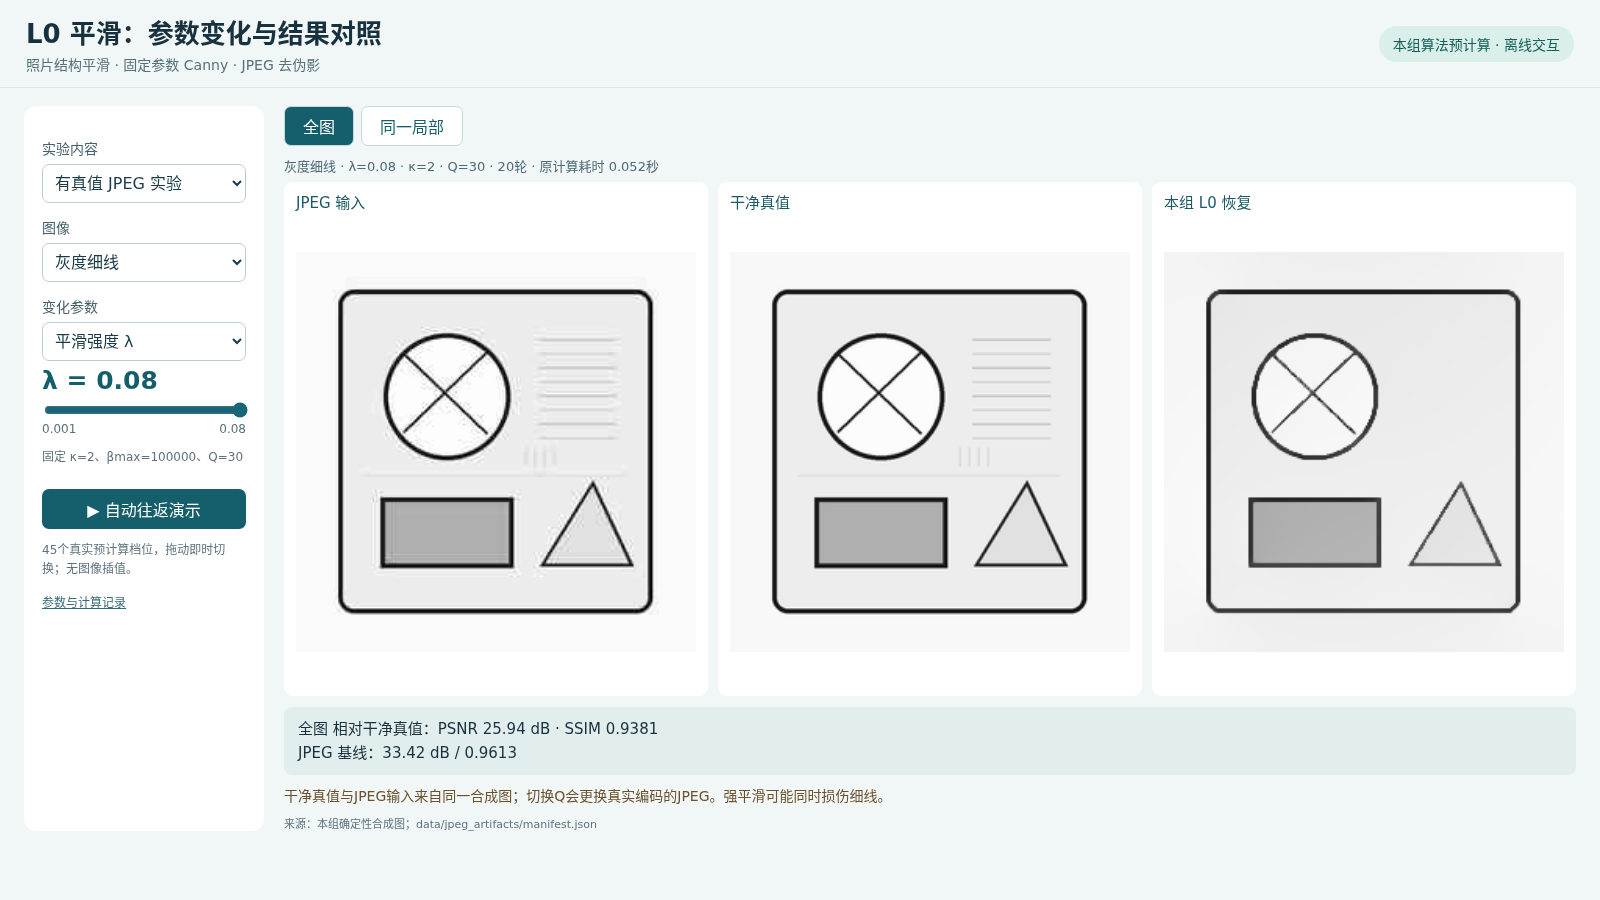 L0 平滑：参数变化与结果对照
照片结构平滑 · 固定参数 Canny · JPEG 去伪影
本组算法预计算 · 离线交互
实验内容
有真值 JPEG 实验
图像
灰度细线
变化参数
平滑强度 λ
λ = 0.08
0.001
0.08
固定 κ=2、βmax=100000、Q=30
▶ 自动往返演示
45个真实预计算档位，拖动即时切
换；无图像插值。
参数与计算记录
全图
同一局部
灰度细线 · λ=0.08 · κ=2 · Q=30 · 20轮 · 原计算耗时 0.052秒
JPEG 输入
干净真值
本组 L0 恢复
全图 相对干净真值：PSNR 25.94 dB · SSIM 0.9381
JPEG 基线：33.42 dB / 0.9613
干净真值与JPEG输入来自同一合成图；切换Q会更换真实编码的JPEG。强平滑可能同时损伤细线。
来源：本组确定性合成图；data/jpeg_artifacts/manifest.json